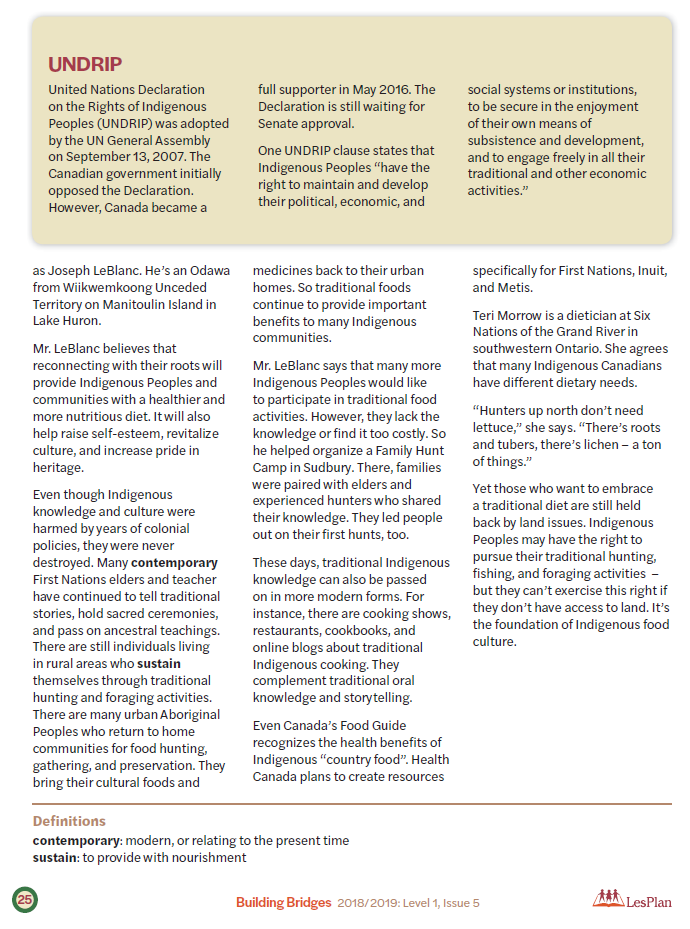 UNDRIP
United Nations Declaration
on the Rights of Indigenous
Peoples (UNDRIP) was adopted
by the UN General Assembly
on September 13, 2007. The
Canadian government initially
opposed the Declaration.
However, Canada became a
full supporter in May 2016. The
Declaration is still waiting for
Senate approval.
One UNDRIP clause states that
Indigenous Peoples “have the
right to maintain and develop
their political, economic, and
social systems or institutions,
to be secure in the enjoyment
of their own means of
subsistence and development,
and to engage freely in all their
traditional and other economic
activities.”
as Joseph LeBlanc. He’s an Odawa
from Wiikwemkoong Unceded
Territory on Manitoulin Island in
Lake Huron.
Mr. LeBlanc believes that
reconnecting with their roots will
provide Indigenous Peoples and
communities with a healthier and
more nutritious diet. It will also
help raise self-esteem, revitalize
culture, and increase pride in
heritage.
Even though Indigenous
knowledge and culture were
harmed by years of colonial
policies, they were never
destroyed. Many contemporary
First Nations elders and teacher
have continued to tell traditional
stories, hold sacred ceremonies,
and pass on ancestral teachings.
There are still individuals living
in rural areas who sustain
themselves through traditional
hunting and foraging activities.
There are many urban Aboriginal
Peoples who return to home
communities for food hunting,
gathering, and preservation. They
bring their cultural foods and
medicines back to their urban
homes. So traditional foods
continue to provide important
benefits to many Indigenous
communities.
Mr. LeBlanc says that many more
Indigenous Peoples would like
to participate in traditional food
activities. However, they lack the
knowledge or find it too costly. So
he helped organize a Family Hunt
Camp in Sudbury. There, families
were paired with elders and
experienced hunters who shared
their knowledge. They led people
out on their first hunts, too.
These days, traditional Indigenous
knowledge can also be passed
on in more modern forms. For
instance, there are cooking shows,
restaurants, cookbooks, and
online blogs about traditional
Indigenous cooking. They
complement traditional oral
knowledge and storytelling.
Even Canada’s Food Guide
recognizes the health benefits of
Indigenous “country food”. Health
Canada plans to create resources
specifically for First Nations, Inuit,
and Metis.
Teri Morrow is a dietician at Six
Nations of the Grand River in
southwestern Ontario. She agrees
that many Indigenous Canadians
have different dietary needs.
“Hunters up north don’t need
lettuce,” she says. “There’s roots
and tubers, there’s lichen – a ton
of things.”
Yet those who want to embrace
a traditional diet are still held
back by land issues. Indigenous
Peoples may have the right to
pursue their traditional hunting,
fishing, and foraging activities –
but they can’t exercise this right if
they don’t have access to land. It’s
the foundation of Indigenous food
culture.
Definitions
contemporary: modern, or relating to the present time
sustain: to provide with nourishment
25
Building Bridges 2018/2019: Level 1, Issue 5
LesPlan